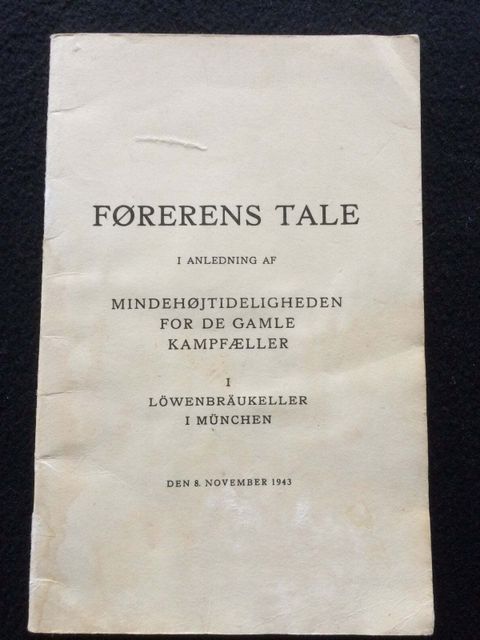 FØRERENS TALE
I ANLEDNING AF
MINDEHØJTIDELIGHEDEN
FOR DE GAMLE
KAMPFÆLLER
I
LÖWENBRÄUKELLER
I MÜNCHEN
DEN 8. NOVEMBER 1943